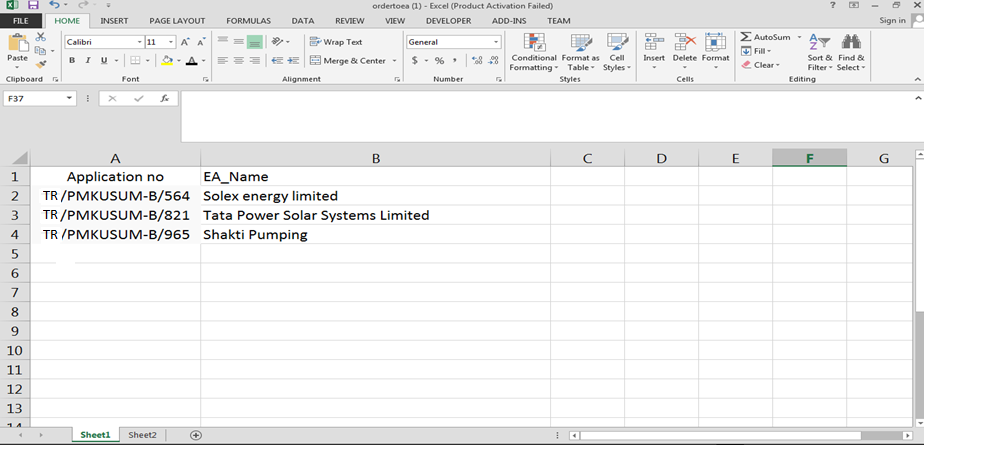 ordertoea (1) - Excel (Product Activation Failed)
FILE HOME INSERT PAGE LAYOUT FORMULAS DATA REVIEW VIEW DEVELOPER ADD-INS TEAM Sign in
Calibri 11 Wrap Text General AutoSum
Fill
Paste B I U A Merge & Center $ % Conditional Formatting Format as Table Cell Styles Insert Delete Format Clear Sort & Filter Find & Select
Clipboard Font Alignment Number Styles Cells Editing
F37 fx
A B C D E F G
1 Application no EA_Name
2 TR /PMKUSUM-B/564 Solex energy limited
3 TR /PMKUSUM-B/821 Tata Power Solar Systems Limited
4 TR /PMKUSUM-B/965 Shakti Pumping
5
6
7
8
9
10
11
12
13
14
Sheet1 Sheet2